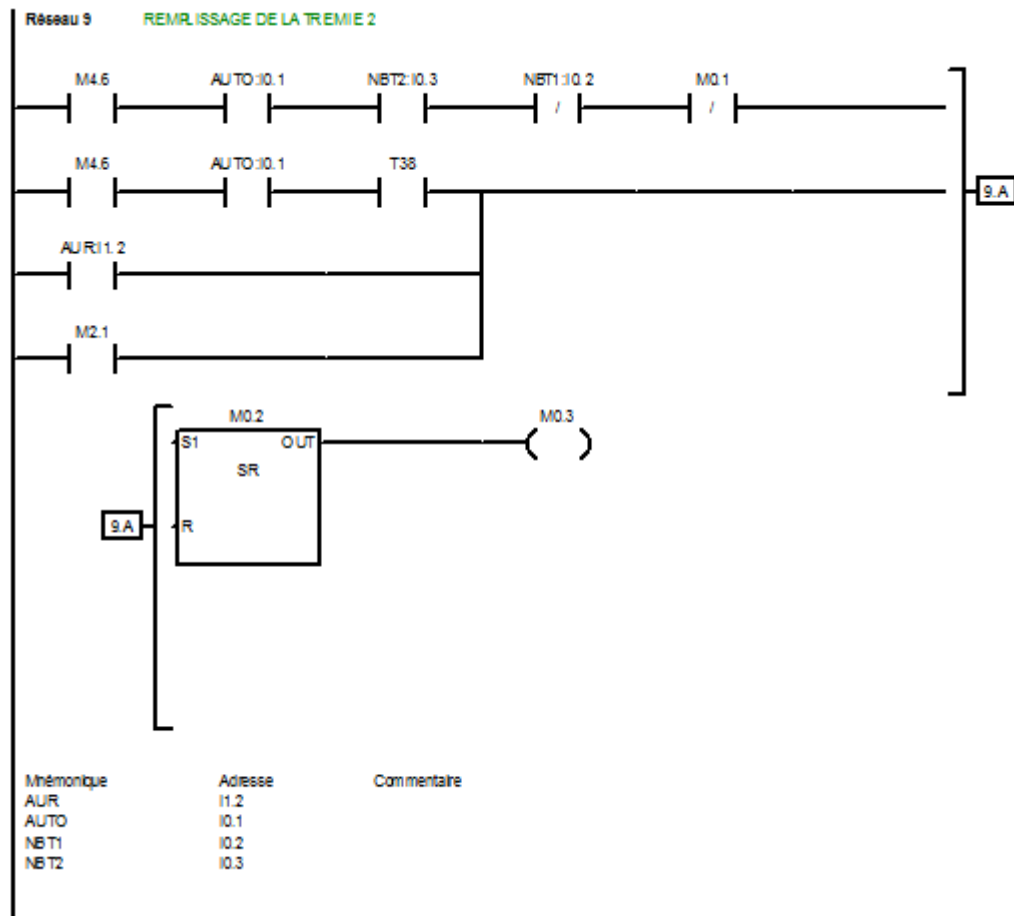 Réseau 9 REMPLISSAGE DE LA TREMIE 2
M4.6 AUTO:I0.1 NBT2:I0.3 NBT1:I0.2 M0.1
/ /
M4.6 AUTO:I0.1 T38
9.A
AUR:I1.2
M2.1
M0.2 M0.3
S1 OUT
SR
9.A R
Mnémonique Adresse Commentaire
AUR I1.2
AUTO I0.1
NBT1 I0.2
NBT2 I0.3